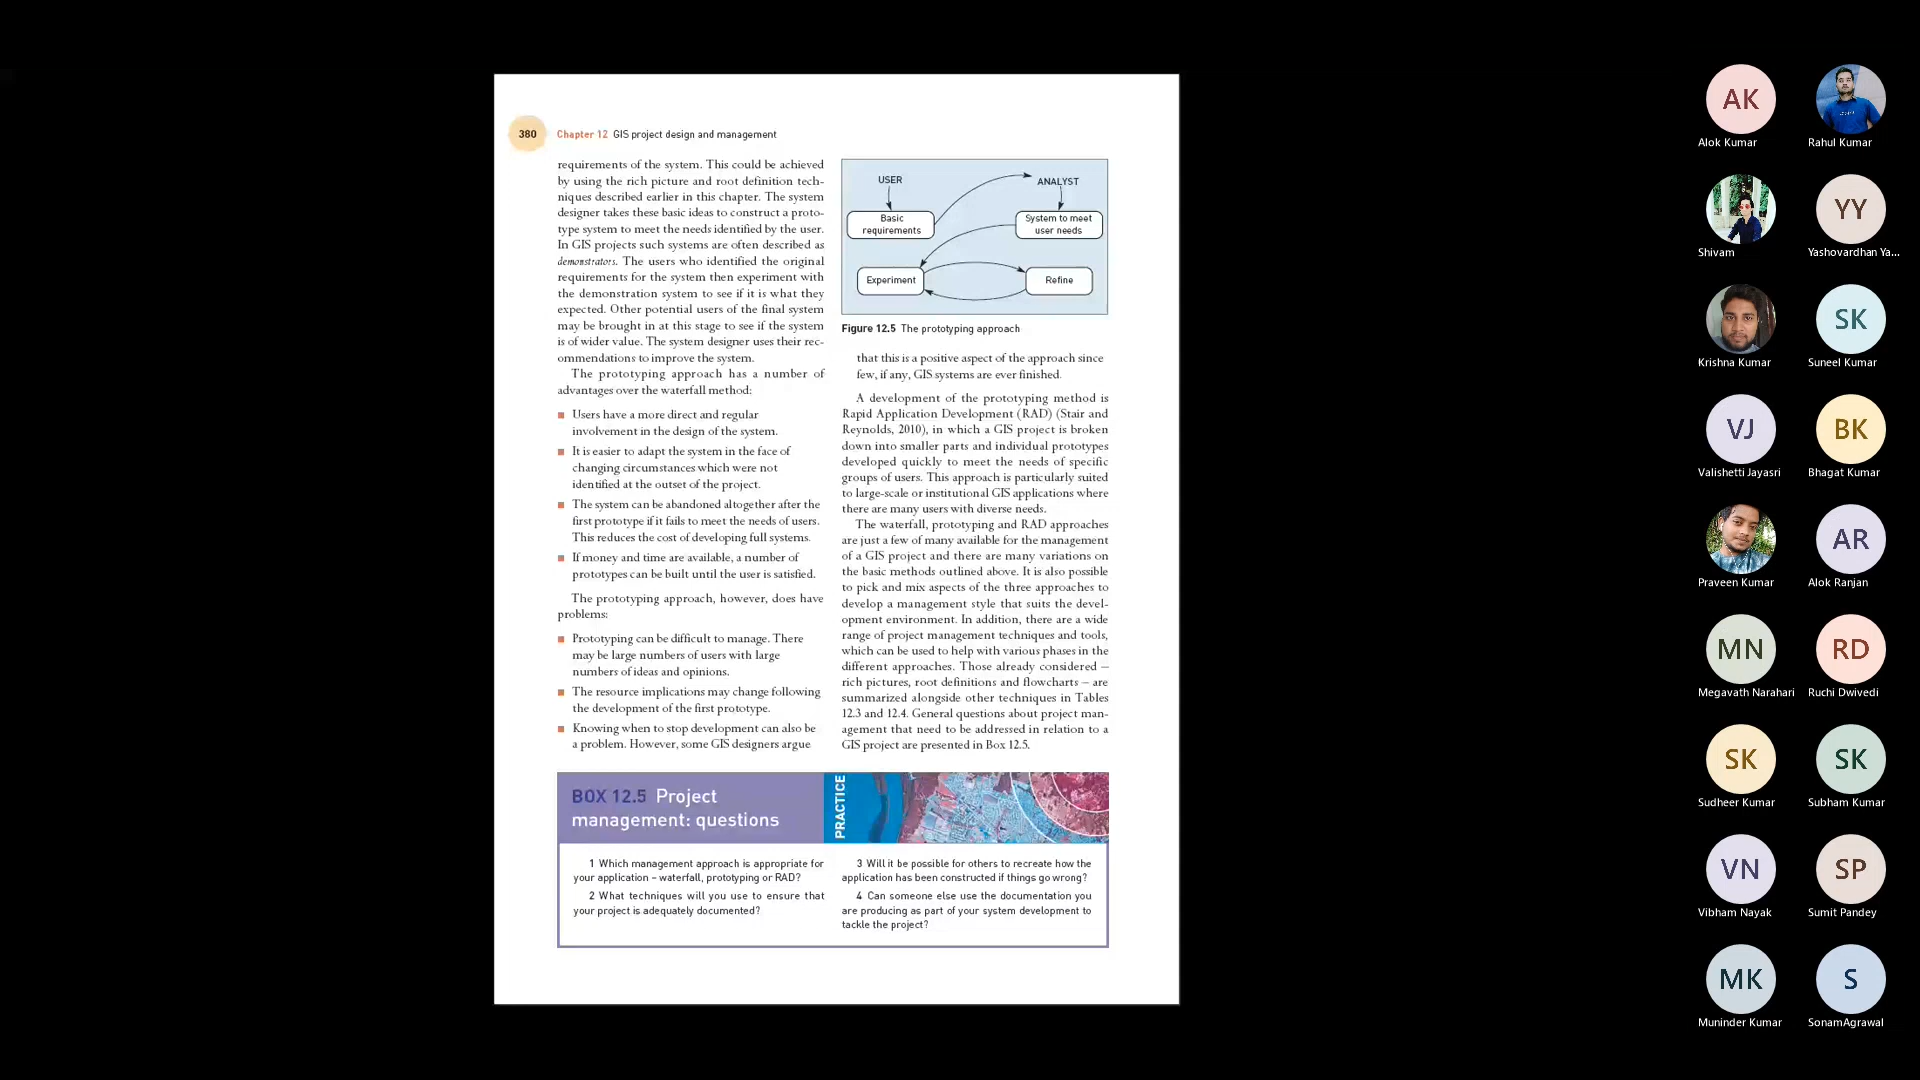 380
Chapter 12 GIS project design and management
requirements of the system. This could be achieved
by using the rich picture and root definition tech-
niques described earlier in this chapter. The system
designer takes these basic ideas to construct a proto-
type system to meet the needs identified by the user.
In GIS projects such systems are often described as
demonstrators. The users who identified the original
requirements for the system then experiment with
the demonstration system to see if it is what they
expected. Other potential users of the final system
may be brought in at this stage to see if the system
is of wider value. The system designer uses their rec-
ommendations to improve the system.
The prototyping approach has a number of
advantages over the waterfall method:
Users have a more direct and regular
involvement in the design of the system.
It is easier to adapt the system in the face of
changing circumstances which were not
identified at the outset of the project.
The system can be abandoned altogether after the
first prototype if it fails to meet the needs of users.
This reduces the cost of developing full systems.
If money and time are available, a number of
prototypes can be built until the user is satisfied.
The prototyping approach, however, does have
problems:
Prototyping can be difficult to manage. There
may be large numbers of users with large
numbers of ideas and opinions.
The resource implications may change following
the development of the first prototype.
Knowing when to stop development can also be
a problem. However, some GIS designers argue
USER
ANALYST
Basic
requirements
System to meet
user needs
Experiment
Refine
Figure 12.5 The prototyping approach
that this is a positive aspect of the approach since
few, if any, GIS systems are ever finished.
A development of the prototyping method is
Rapid Application Development (RAD) (Stair and
Reynolds, 2010), in which a GIS project is broken
down into smaller parts and individual prototypes
developed quickly to meet the needs of specific
groups of users. This approach is particularly suited
to large-scale or institutional GIS applications where
there are many users with diverse needs.
The waterfall, prototyping and RAD approaches
are just a few of many available for the management
of a GIS project and there are many variations on
the basic methods outlined above. It is also possible
to pick and mix aspects of the three approaches to
develop a management style that suits the devel-
opment environment. In addition, there are a wide
range of project management techniques and tools,
which can be used to help with various phases in the
different approaches. Those already considered –
rich pictures, root definitions and flowcharts – are
summarized alongside other techniques in Tables
12.3 and 12.4. General questions about project man-
agement that need to be addressed in relation to a
GIS project are presented in Box 12.5.
BOX 12.5 Project
management: questions
PRACTICE
1 Which management approach is appropriate for
your application – waterfall, prototyping or RAD?
2 What techniques will you use to ensure that
your project is adequately documented?
3 Will it be possible for others to recreate how the
application has been constructed if things go wrong?
4 Can someone else use the documentation you
are producing as part of your system development to
tackle the project?
AK
Alok Kumar
Rahul Kumar
Shivam
YY
Yashovardhan Ya...
Krishna Kumar
SK
Suneel Kumar
VJ
Valishetti Jayasri
BK
Bhagat Kumar
Praveen Kumar
AR
Alok Ranjan
MN
Megavath Narahari
RD
Ruchi Dwivedi
SK
Sudheer Kumar
SK
Subham Kumar
VN
Vibham Nayak
SP
Sumit Pandey
MK
Muninder Kumar
S
SonamAgrawal